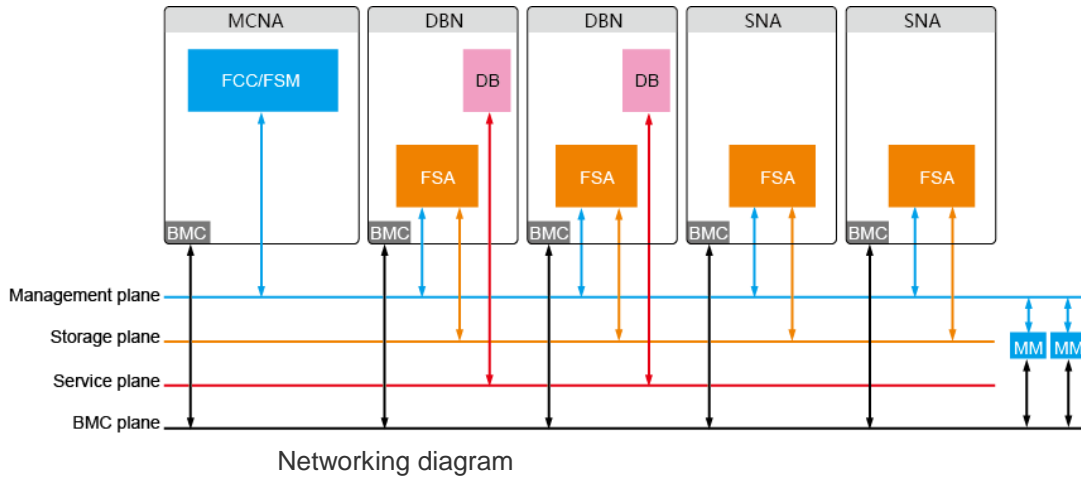 MCNA DBN DBN SNA SNA
FCC/FSM DB DB
FSA FSA FSA FSA
BMC BMC BMC BMC BMC
Management plane
Storage plane
MM MM
Service plane
BMC plane
Networking diagram